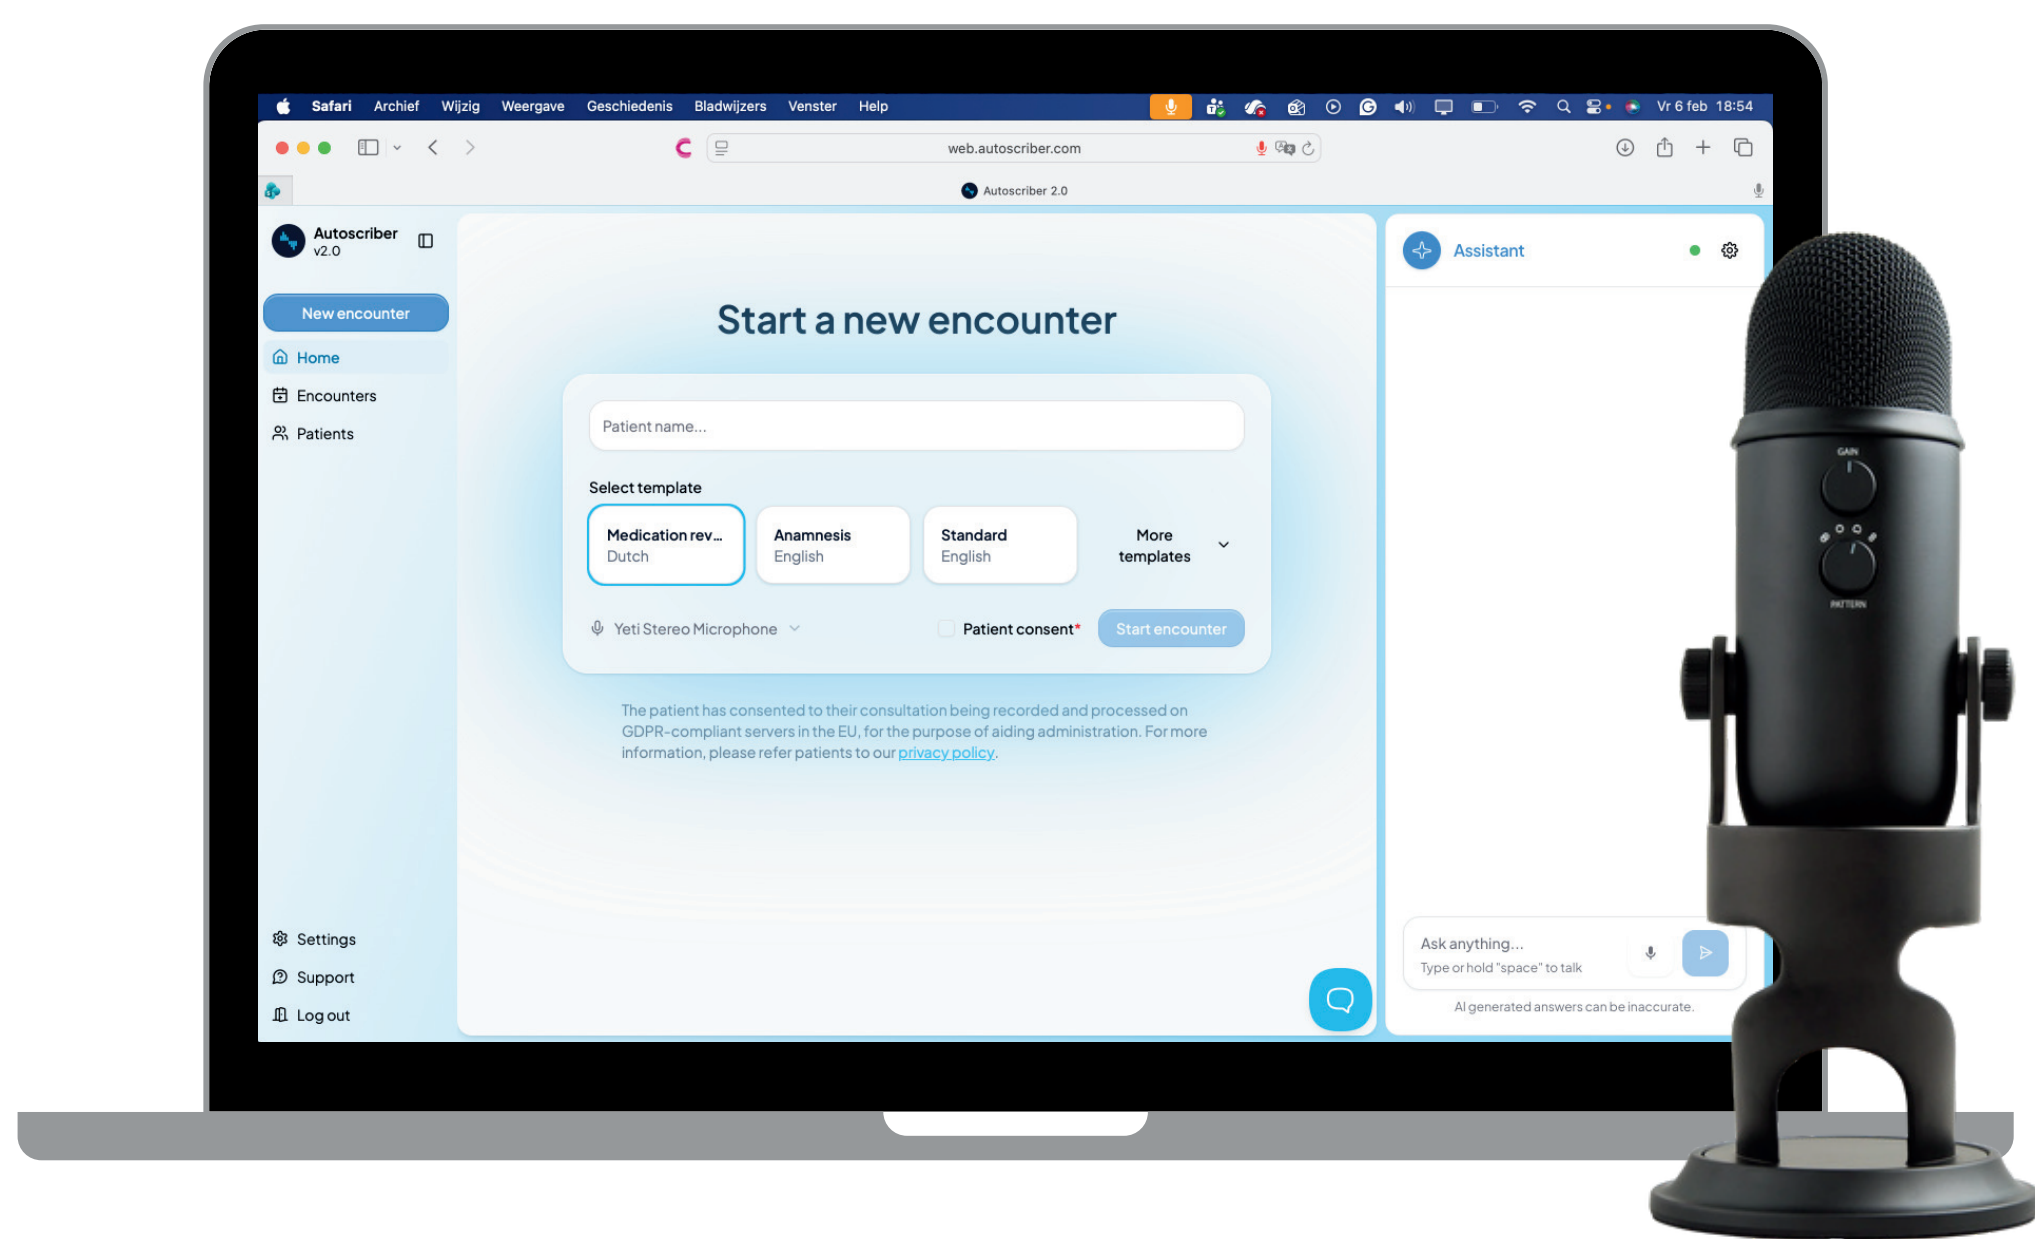 Safari Archief Wijzig Weergave Geschiedenis Bladwijzers Venster Help Vr 6 feb 18:54
web.autoscriber.com
Autoscriber 2.0
Autoscriber
v2.0
New encounter
Home
Encounters
Patients
Settings
Support
Log out
Start a new encounter
Patient name...
Select template
Medication rev...
Dutch
Anamnesis
English
Standard
English
More
templates
Yeti Stereo Microphone
Patient consent*
Start encounter
The patient has consented to their consultation being recorded and processed on
GDPR-compliant servers in the EU, for the purpose of aiding administration. For more
information, please refer patients to our privacy policy.
Assistant
Ask anything...
Type or hold "space" to talk
AI generated answers can be inaccurate.
GAIN
PATTERN